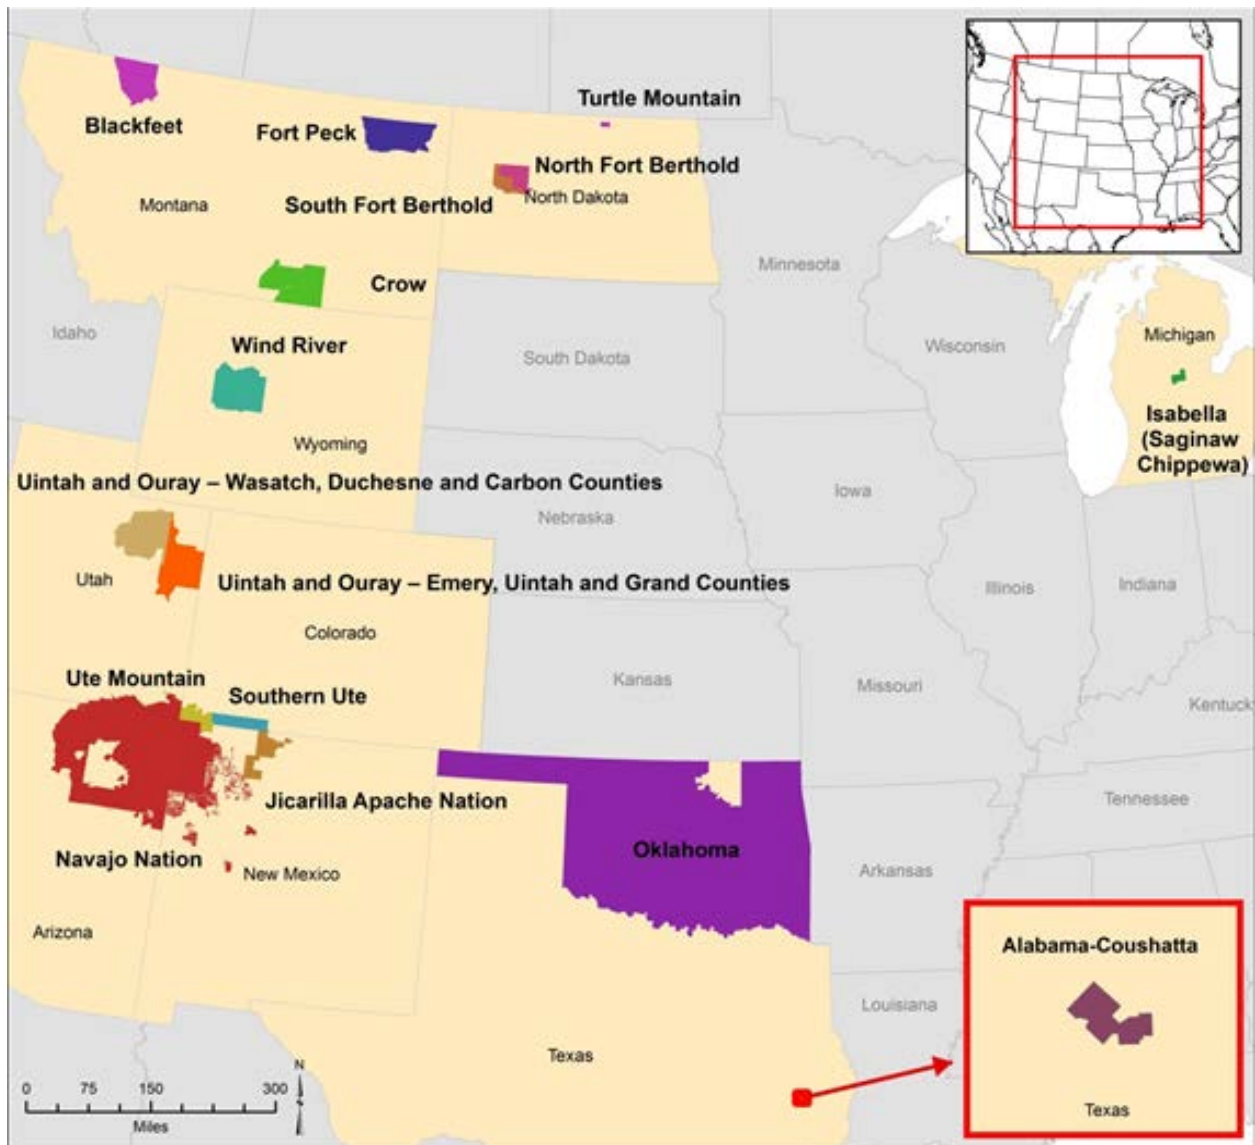 Turtle Mountain
Blackfeet
Fort Peck
North Fort Berthold
North Dakota
Montana
South Fort Berthold
Minnesota
Crow
Idaho
Michigan
Wind River
South Dakota
Wisconsin
Isabella
(Saginaw
Chippewa)
Wyoming
Uintah and Ouray – Wasatch, Duchesne and Carbon Counties
Iowa
Nebraska
Utah
Uintah and Ouray – Emery, Uintah and Grand Counties
Illinois
Indiana
Colorado
Ute Mountain
Southern Ute
Kansas
Missouri
Kentuck
Jicarilla Apache Nation
Tennessee
Oklahoma
Navajo Nation
New Mexico
Arkansas
Arizona
Alabama-Coushatta
Louisiana
Texas
N
0 75 150 300
Miles
Texas